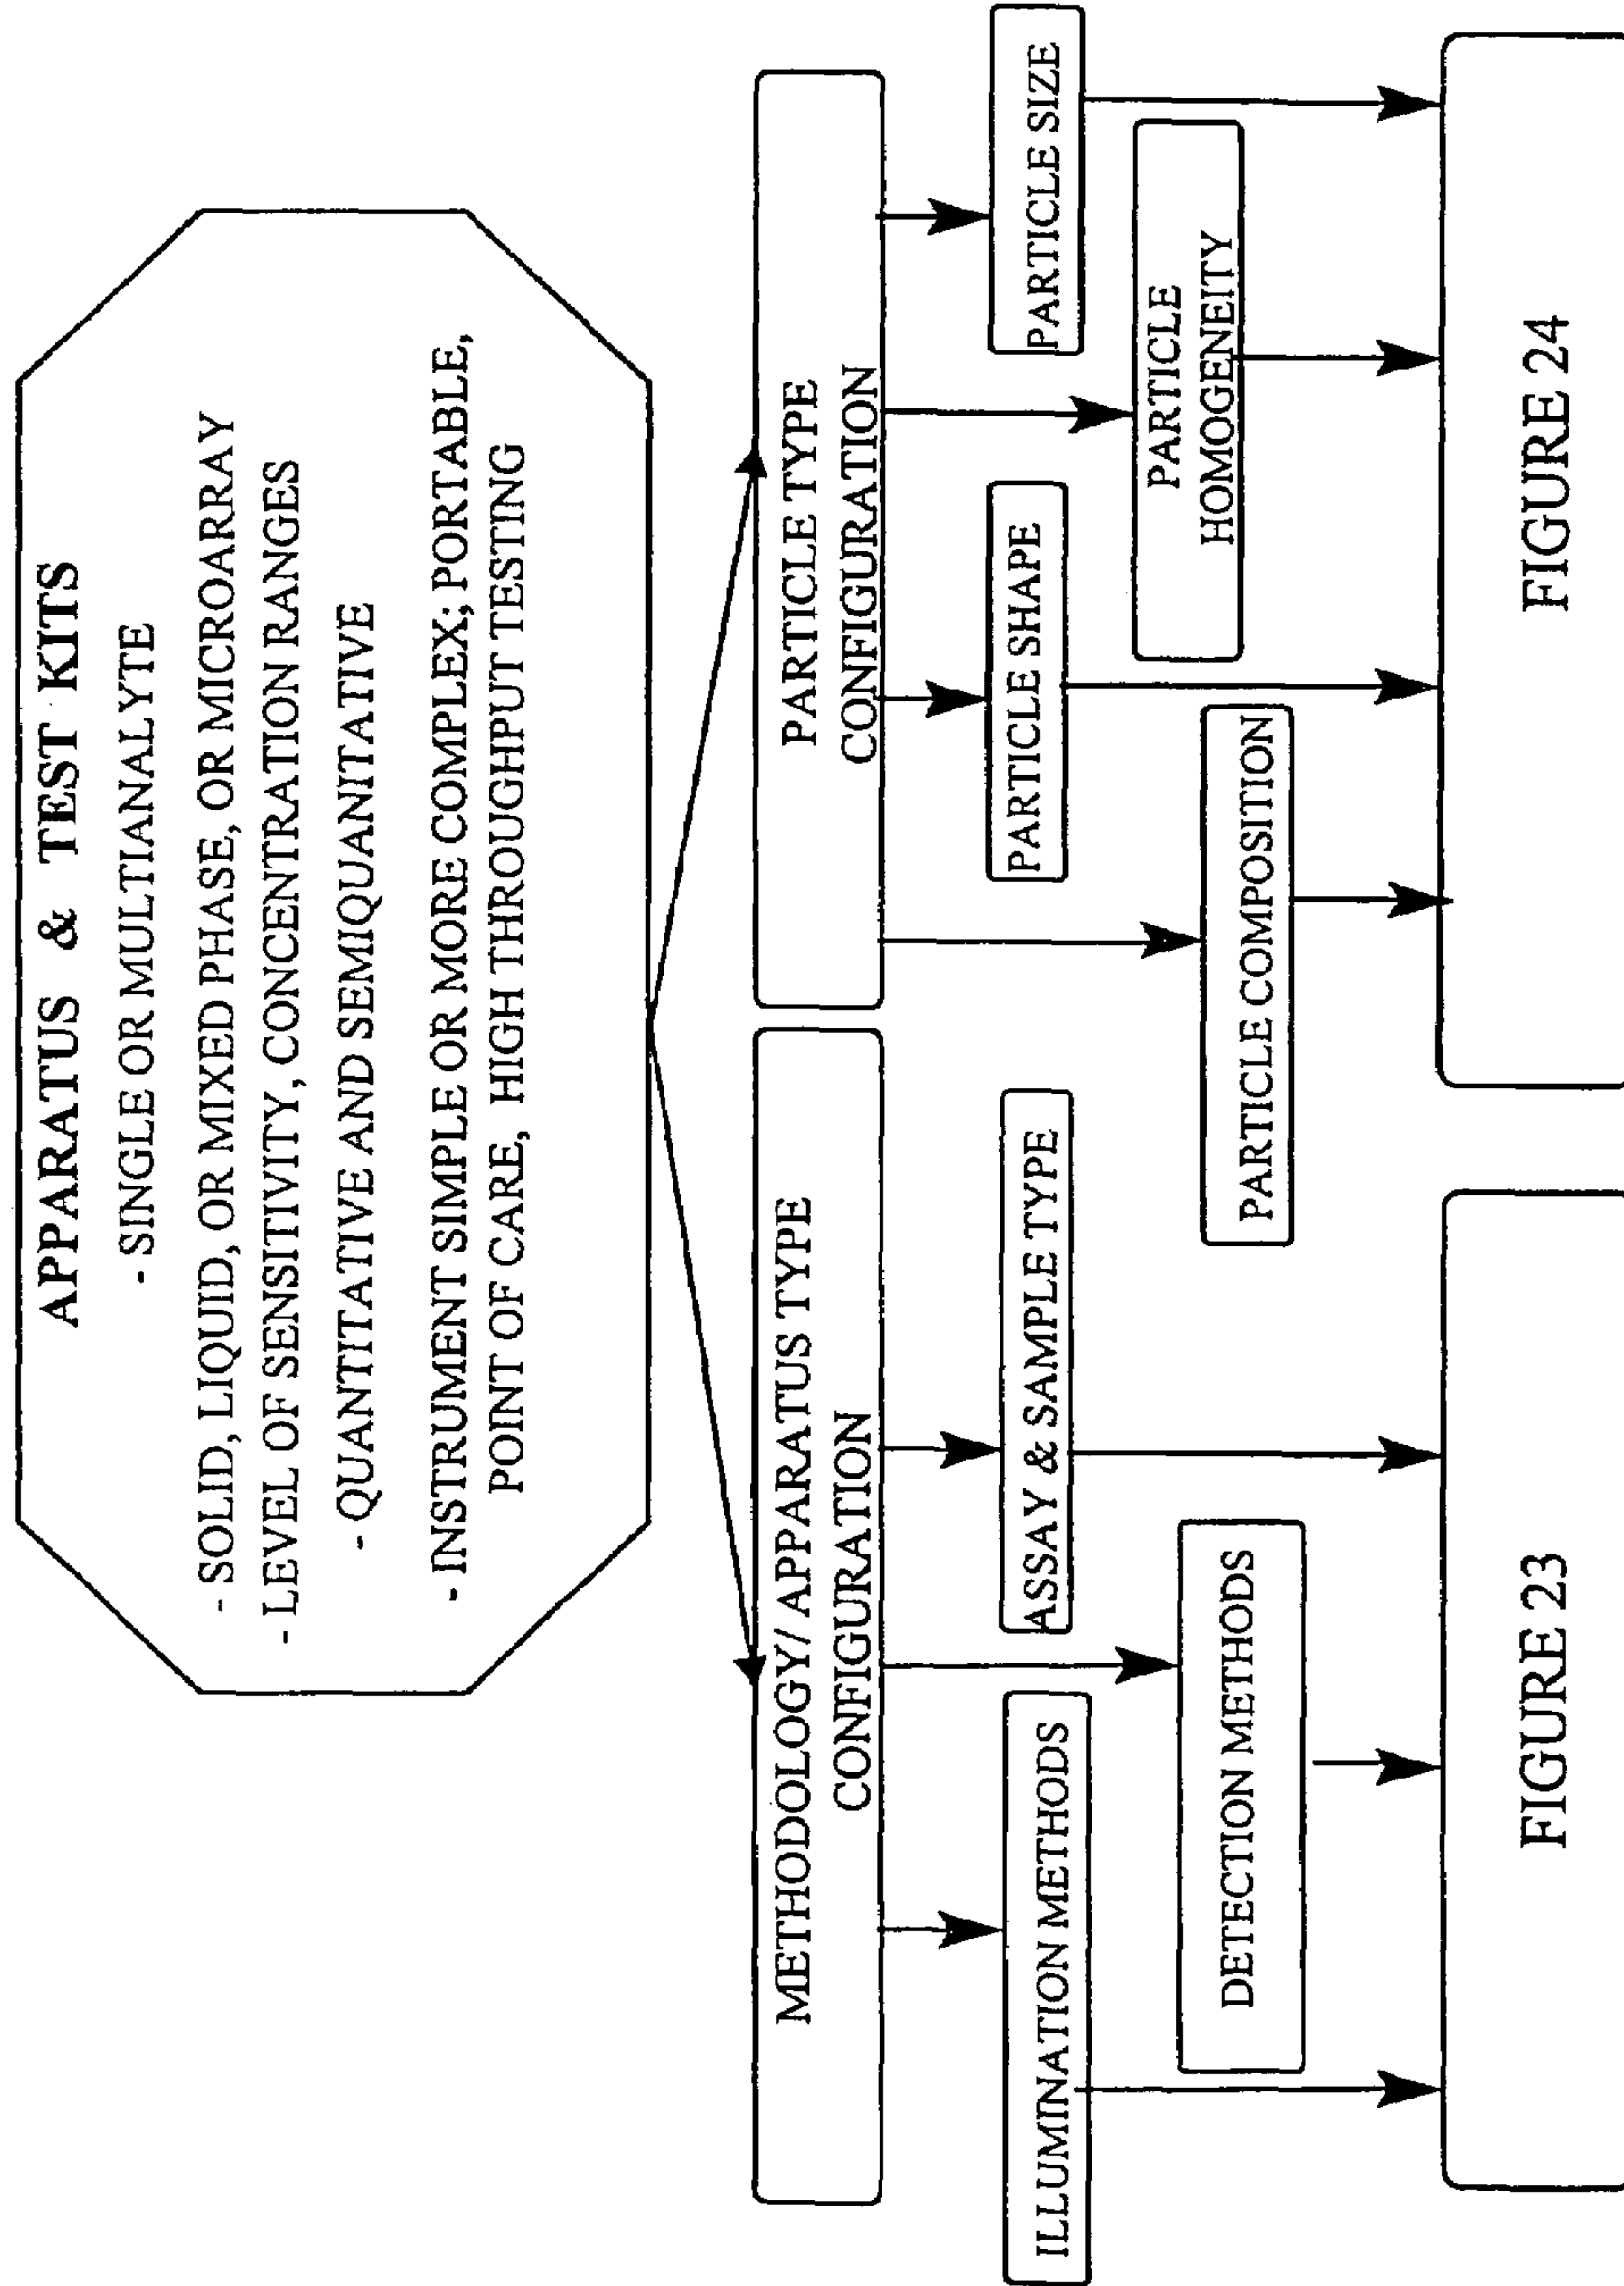 APPARATUS & TEST KITS
- SINGLE OR MULTIANALYTE
- SOLID, LIQUID, OR MIXED PHASE, OR MICROARRAY
- LEVEL OF SENSITIVITY, CONCENTRATION RANGES
- QUANTITATIVE AND SEMIQUANITATIVE
- INSTRUMENT SIMPLE OR MORE COMPLEX; PORTABLE,
POINT OF CARE, HIGH THROUGHPUT TESTING
METHODOLOGY/ APPARATUS TYPE
CONFIGURATION
ILLUMINATION METHODS
ASSAY & SAMPLE TYPE
DETECTION METHODS
FIGURE 23
PARTICLE TYPE
CONFIGURATION
PARTICLE SHAPE
PARTICLE SIZE
PARTICLE COMPOSITION
PARTICLE
HOMOGENEITY
FIGURE 24